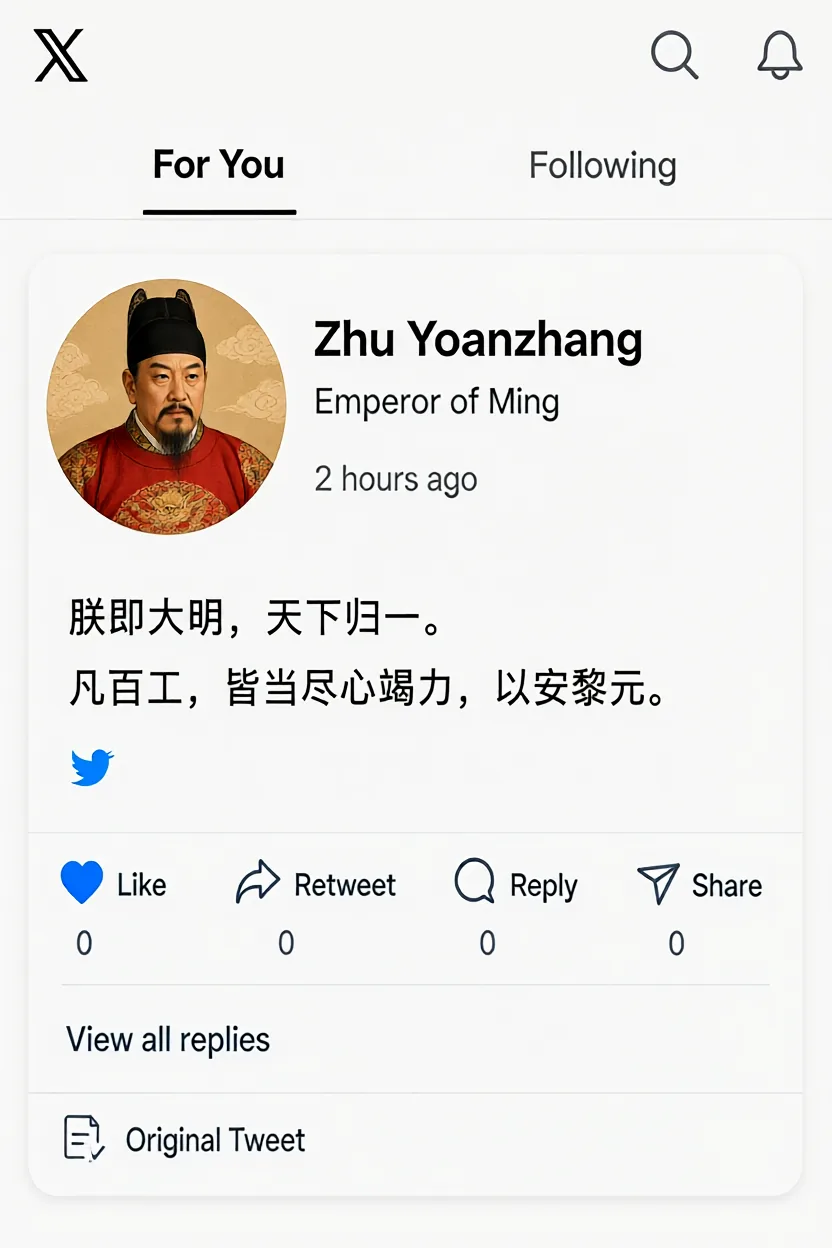 For You Following
Zhu Yoanzhang
Emperor of Ming
2 hours ago
朕即大明，天下归一。
凡百工，皆当尽心竭力，以安黎元。
Like Retweet Reply Share
0 0 0 0
View all replies
Original Tweet